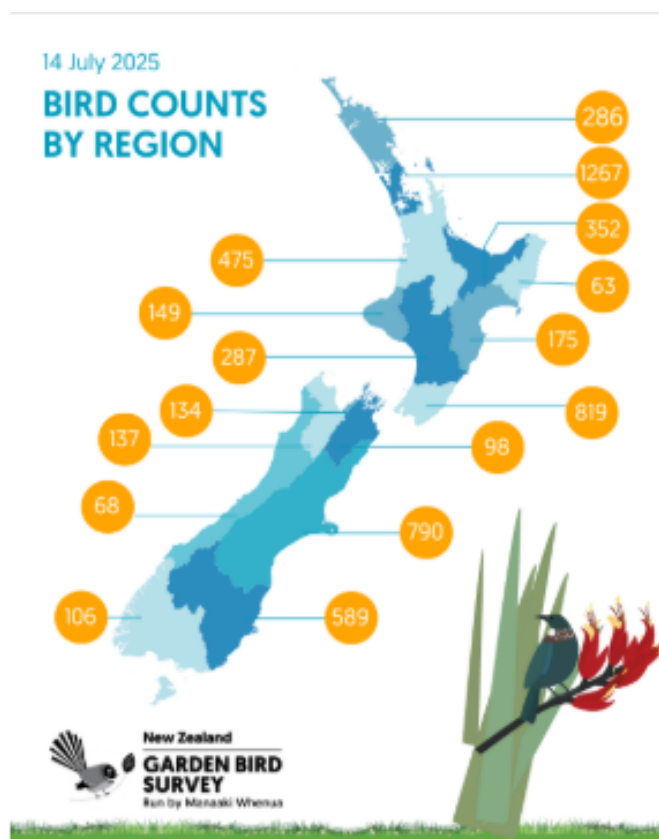 14 July 2025
BIRD COUNTS
BY REGION
286
1267
352
475
63
149
175
287
134
819
137
98
68
790
106
589
New Zealand
GARDEN BIRD
SURVEY
Run by Manaaki Whenua